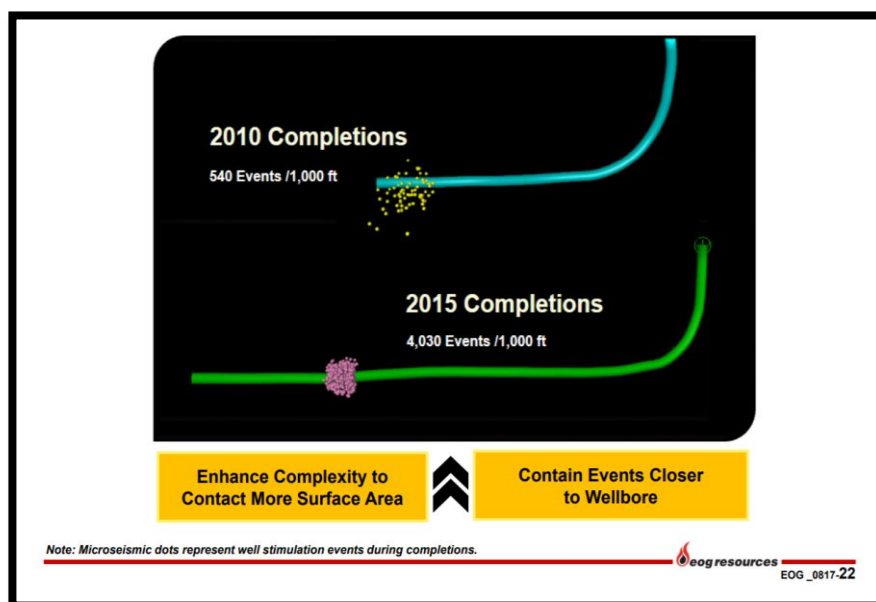 2010 Completions
540 Events /1,000 ft
2015 Completions
4,030 Events /1,000 ft
Enhance Complexity to
Contact More Surface Area
Contain Events Closer
to Wellbore
Note: Microseismic dots represent well stimulation events during completions.
eog resources
EOG _0817-22